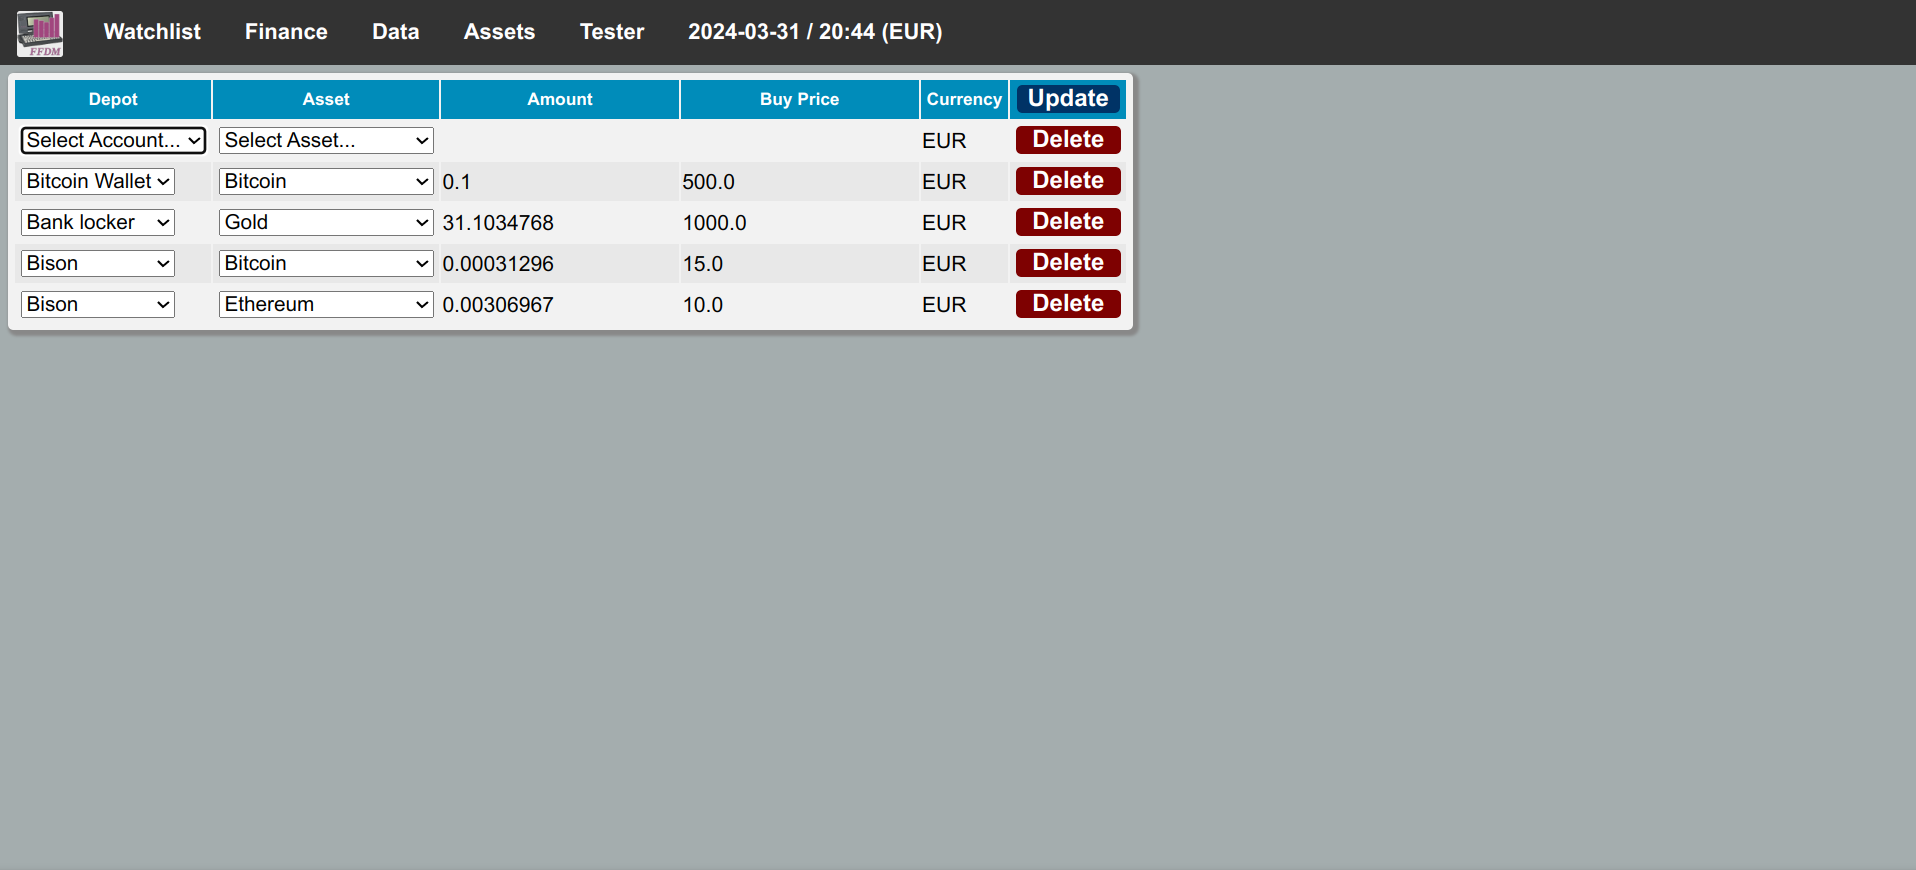 FFDM Watchlist Finance Data Assets Tester 2024-03-31 / 20:44 (EUR)
Depot Asset Amount Buy Price Currency Update
Select Account... Select Asset... EUR Delete
Bitcoin Wallet Bitcoin 0.1 500.0 EUR Delete
Bank locker Gold 31.1034768 1000.0 EUR Delete
Bison Bitcoin 0.00031296 15.0 EUR Delete
Bison Ethereum 0.00306967 10.0 EUR Delete